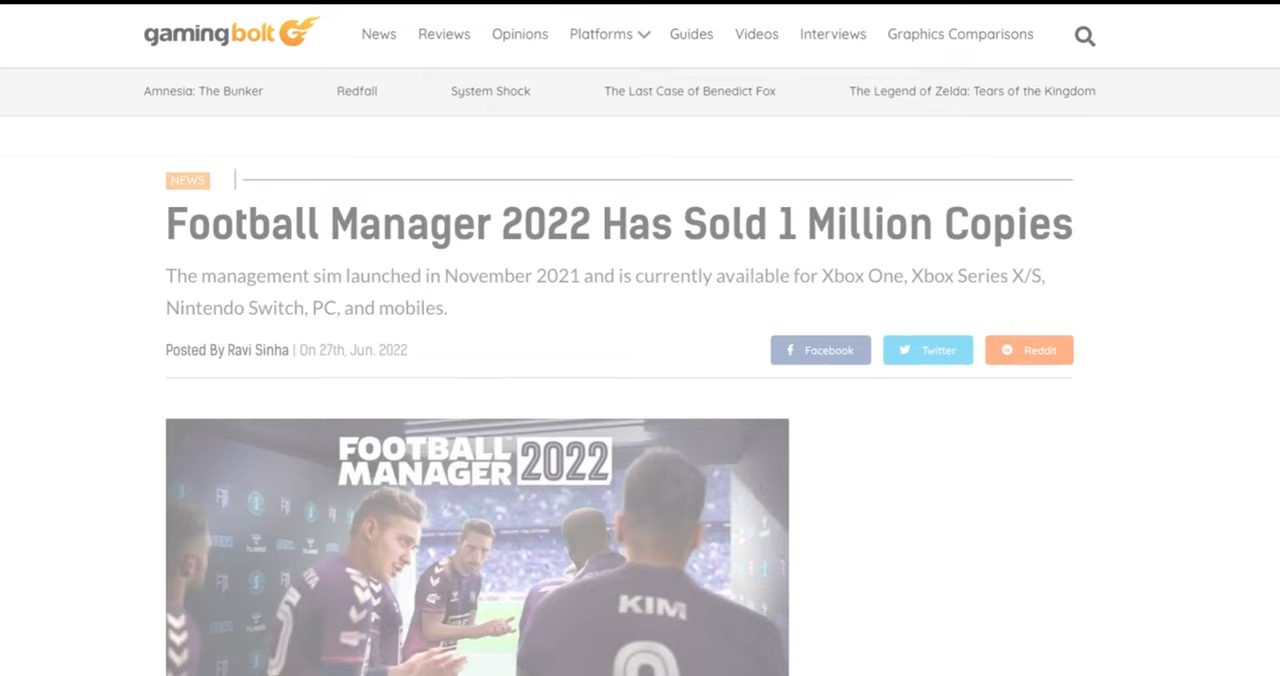 gamingbolt
News Reviews Opinions Platforms Guides Videos Interviews Graphics Comparisons
Amnesia: The Bunker Redfall System Shock The Last Case of Benedict Fox The Legend of Zelda: Tears of the Kingdom
NEWS
Football Manager 2022 Has Sold 1 Million Copies
The management sim launched in November 2021 and is currently available for Xbox One, Xbox Series X/S,
Nintendo Switch, PC, and mobiles.
Posted By Ravi Sinha | On 27th, Jun. 2022
Facebook Twitter Reddit
FOOTBALL
MANAGER 2022
KIM